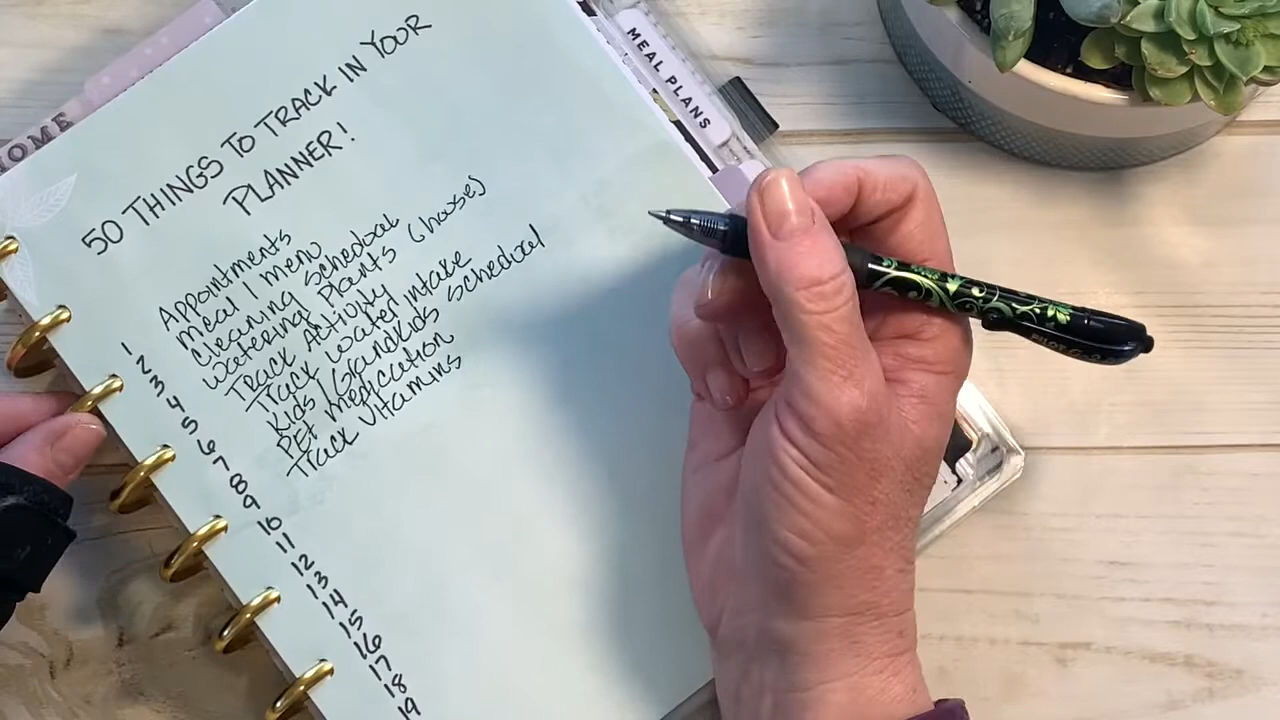 HOME
MEAL PLANS
50 THINGS TO TRACK IN YOUR
PLANNER!
1 Appointments
2 Meal / menu
3 Cleaning Schedual
4 Watering Plants (house)
5 Track Activity
6 Track water intake
7 Kids / Grandkids Schedual
8 PEt Medication
9 Track Vitamins
10
11
12
13
14
15
16
17
18
19
PILOT G2